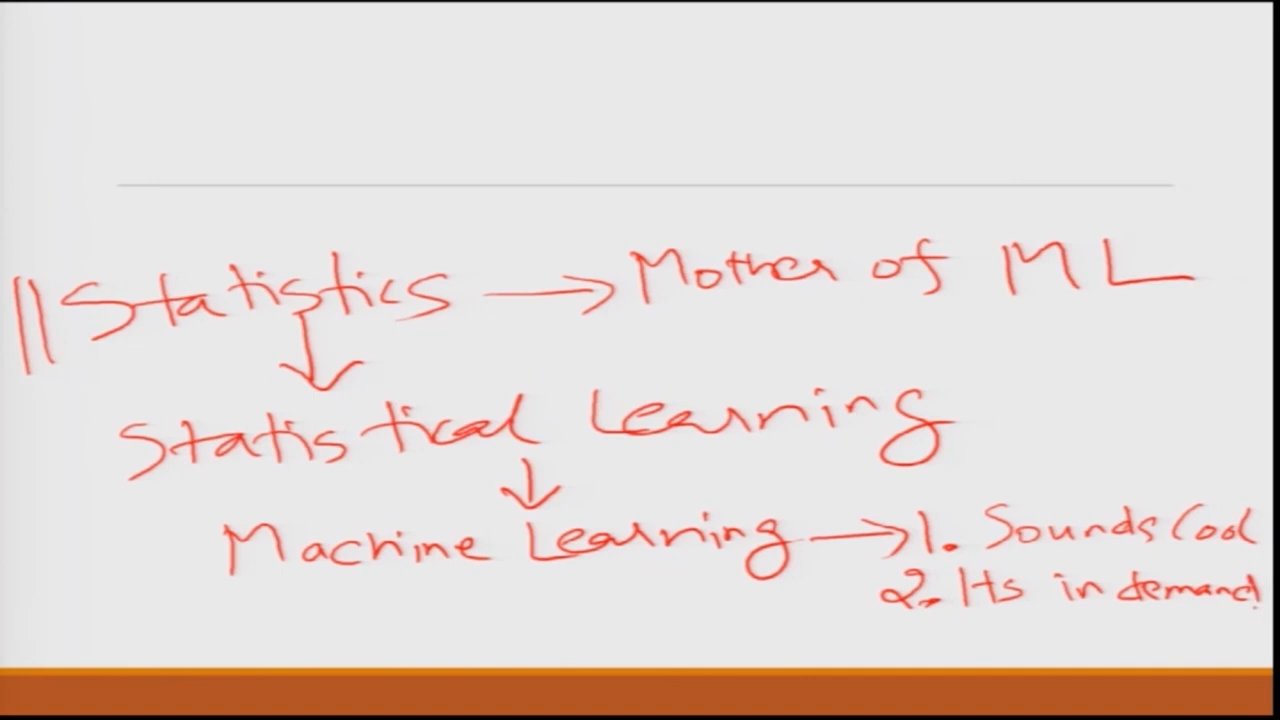 Statistics → Mother of ML
↓
Statistical Learning
↓
Machine Learning → 1. Sounds Cool
2. Its in demand!